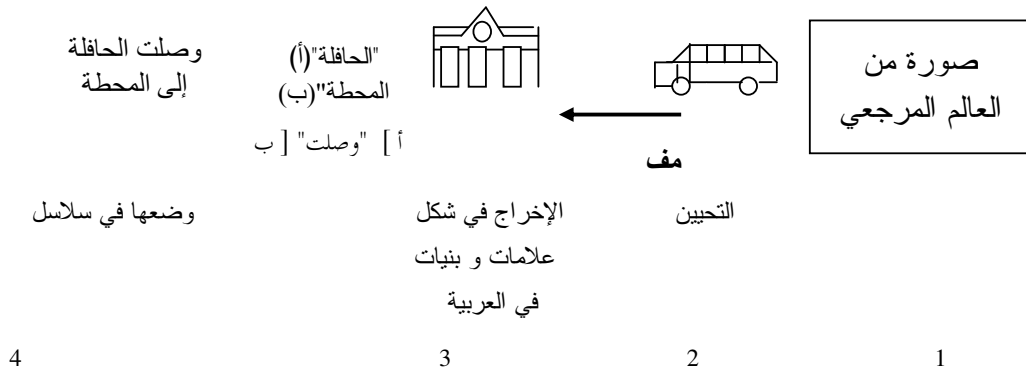 صورة من
العالم المرجعي
مف
"الحافلة"(أ)
المحطة"(ب)
أ ] "وصلت" [ ب
وصلت الحافلة
إلى المحطة
التحيين
الإخراج في شكل
علامات و بنيات
في العربية
وضعها في سلاسل
1
2
3
4